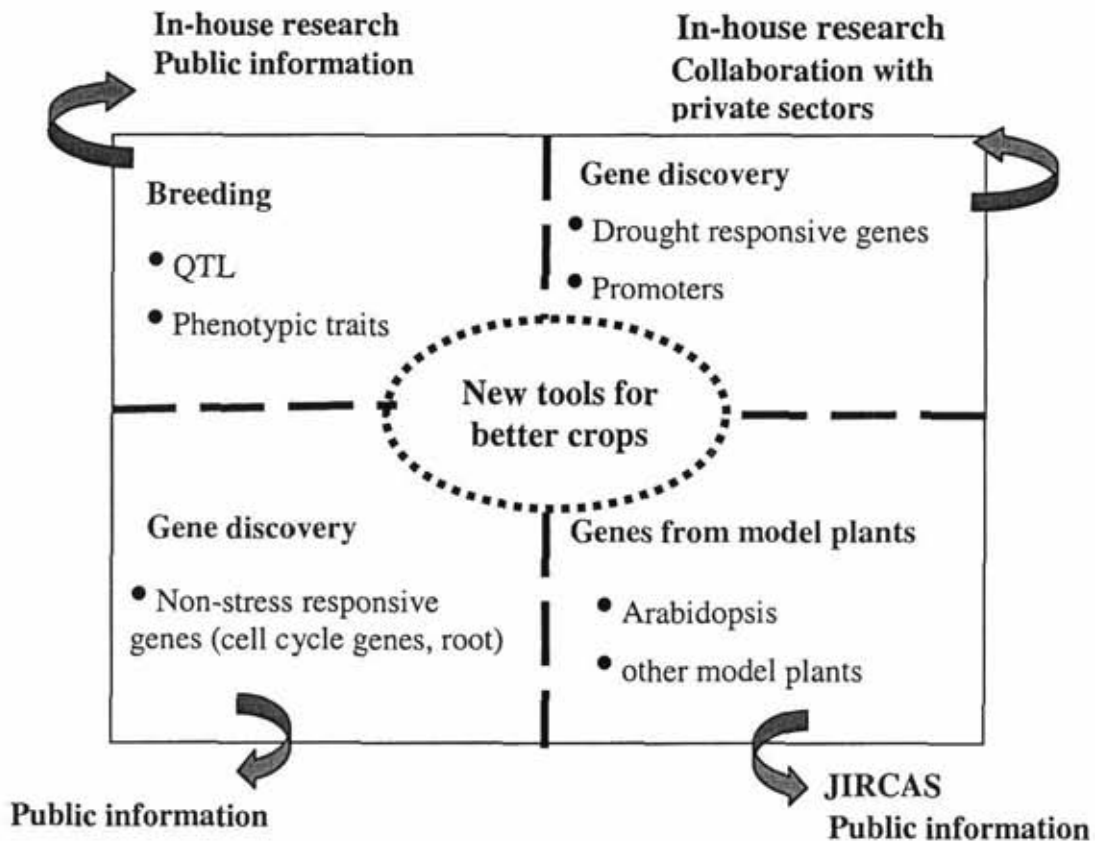 In-house research
Public information
In-house research
Collaboration with
private sectors
Breeding
• QTL
• Phenotypic traits
Gene discovery
• Drought responsive genes
• Promoters
New tools for
better crops
Gene discovery
• Non-stress responsive
genes (cell cycle genes, root)
Genes from model plants
• Arabidopsis
• other model plants
Public information
JIRCAS
Public information